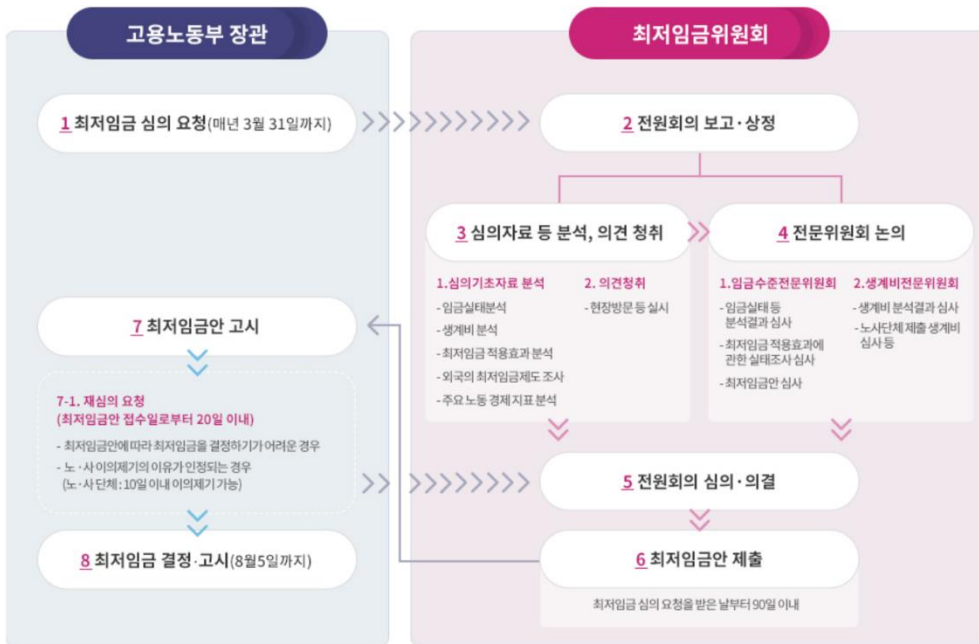 고용노동부 장관
최저임금위원회
1 최저임금 심의 요청(매년 3월 31일까지)
2 전원회의 보고·상정
3 심의자료 등 분석, 의견 청취
1.심의기초자료 분석
- 임금실태분석
- 생계비 분석
- 최저임금 적용효과 분석
- 외국의 최저임금제도 조사
- 주요 노동 경제 지표 분석
2. 의견청취
- 현장방문 등 실시
4 전문위원회 논의
1.임금수준전문위원회
- 임금실태 등
분석결과 심사
- 최저임금 적용효과에
관한 실태조사 심사
- 최저임금안 심사
2.생계비전문위원회
- 생계비 분석결과 심사
- 노사단체 제출 생계비
심사 등
5 전원회의 심의·의결
6 최저임금안 제출
최저임금 심의 요청을 받은 날부터 90일 이내
7 최저임금안 고시
7-1. 재심의 요청
(최저임금안 접수일로부터 20일 이내)
- 최저임금안에 따라 최저임금을 결정하기가 어려운 경우
- 노·사 이의제기의 이유가 인정되는 경우
(노·사 단체 : 10일 이내 이의제기 가능)
8 최저임금 결정·고시(8월5일까지)